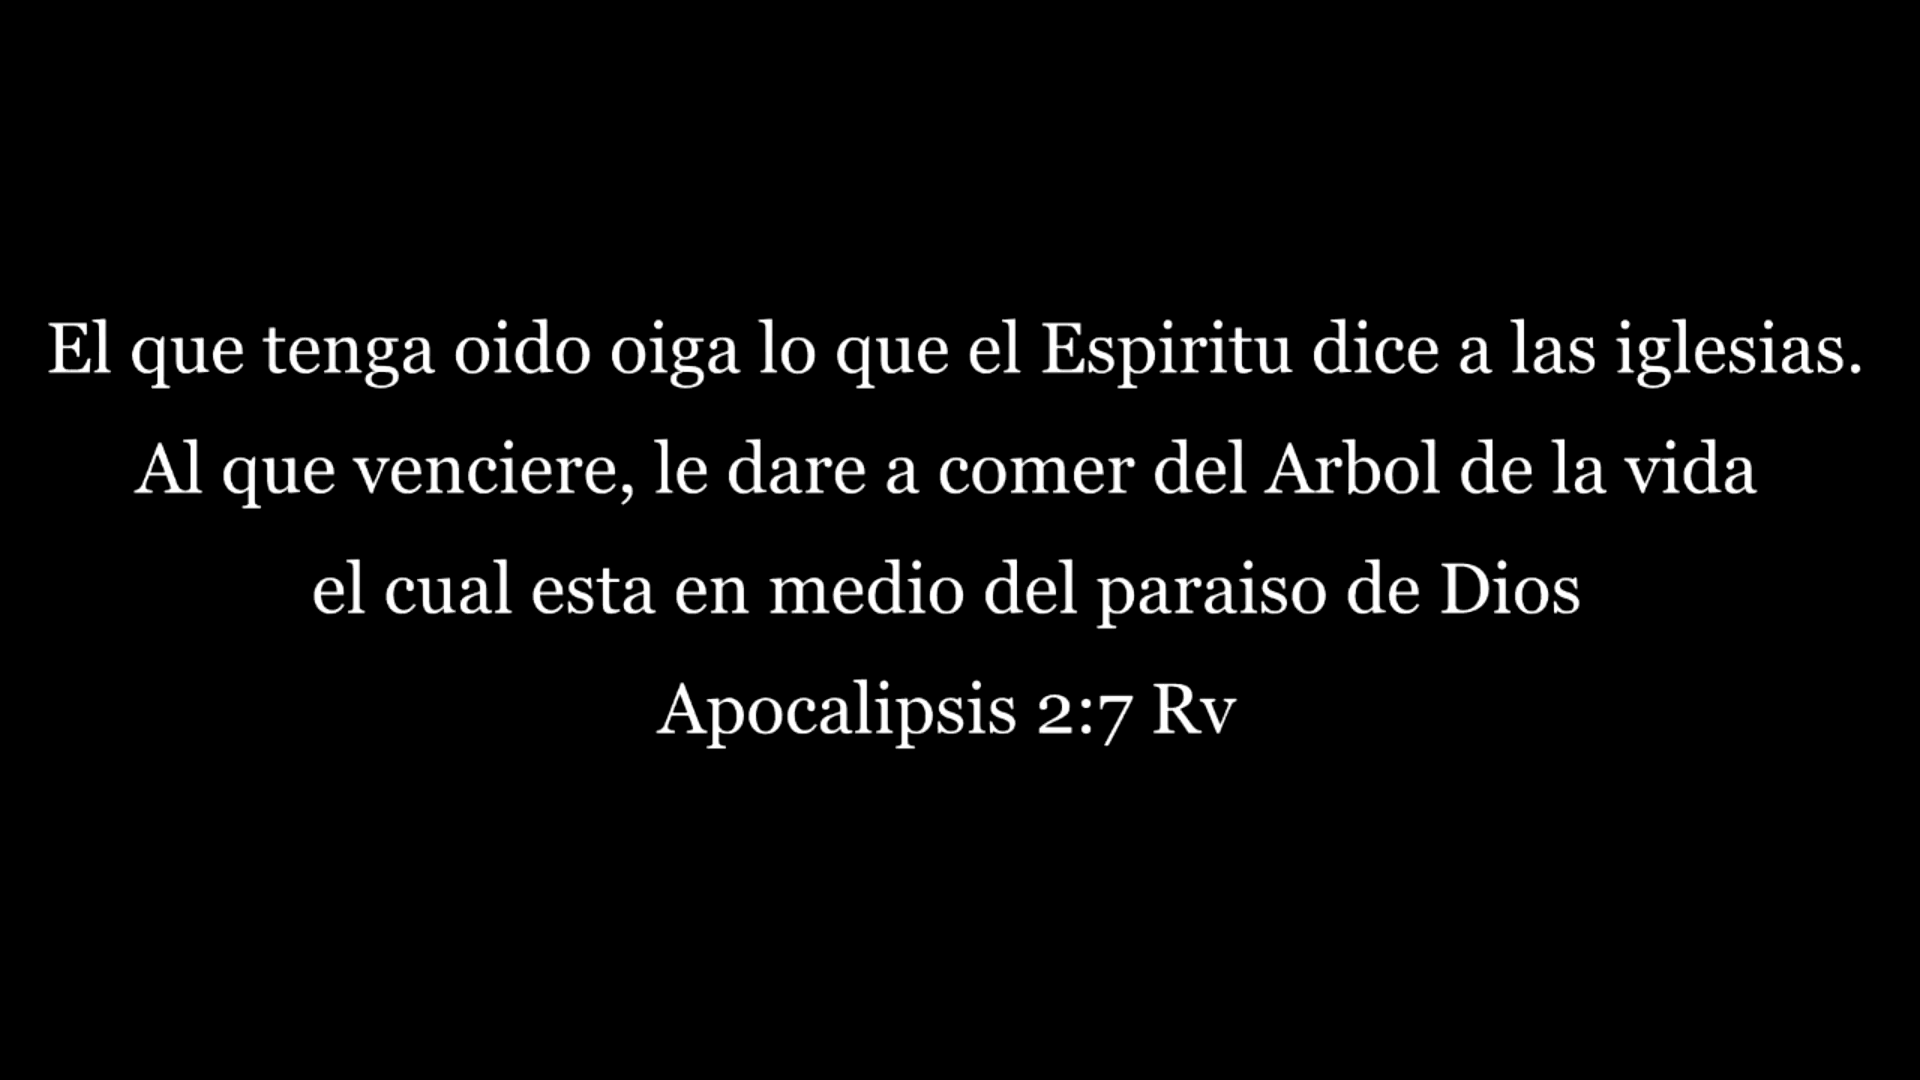 El que tenga oido oiga lo que el Espiritu dice a las iglesias.
Al que venciere, le dare a comer del Arbol de la vida
el cual esta en medio del paraiso de Dios
Apocalipsis 2:7 Rv